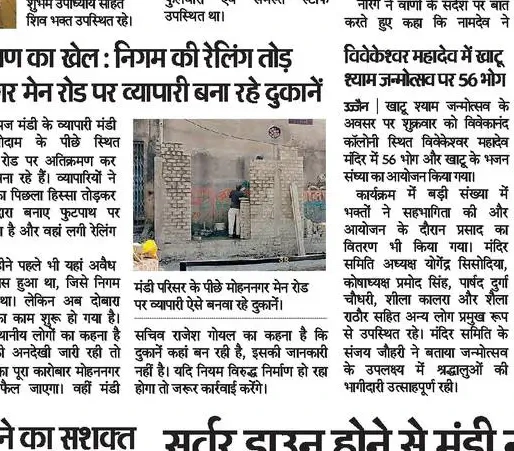 शुभम उपाध्याय साहित
शिव भक्त उपस्थित रहे।
उपस्थित था।
नारंग ने वाणी के संदेश पर बात
करते हुए कहा कि नामदेव ने
ण का खेल : निगम की रेलिंग तोड़
गर मेन रोड पर व्यापारी बना रहे दुकानें
ज मंडी के व्यापारी मंडी
ोदाम के पीछे स्थित
रोड पर अतिक्रमण कर
ना रहे हैं। व्यापारियों ने
ा पिछला हिस्सा तोड़कर
ारा बनाए फुटपाथ पर
ा है और वहां लगी रेलिंग
ीने पहले भी यहां अवैध
स हुआ था, जिसे निगम
था। लेकिन अब दोबारा
ा काम शुरू हो गया है।
थानीय लोगों का कहना है
ो अनदेखी जारी रही तो
ा पूरा कारोबार मोहननगर
फैल जाएगा। वहीं मंडी
मंडी परिसर के पीछे मोहननगर मेन रोड
पर व्यापारी ऐसे बनवा रहे दुकानें।
सचिव राजेश गोयल का कहना है कि
दुकानें कहां बन रही है, इसकी जानकारी
नहीं है। यदि नियम विरुद्ध निर्माण हो रहा
होगा तो जरूर कार्रवाई करेंगे।
विवेकेश्वर महादेव में खाटू
श्याम जन्मोत्सव पर 56 भोग
उज्जैन | खाटू श्याम जन्मोत्सव के
अवसर पर शुक्रवार को विवेकानंद
कॉलोनी स्थित विवेकेश्वर महादेव
मंदिर में 56 भोग और खाटू के भजन
संध्या का आयोजन किया गया।
कार्यक्रम में बड़ी संख्या में
भक्तों ने सहभागिता की और
आयोजन के दौरान प्रसाद का
वितरण भी किया गया। मंदिर
समिति अध्यक्ष योगेंद्र सिसोदिया,
कोषाध्यक्ष प्रमोद सिंह, पार्षद दुर्गा
चौधरी, शीला कालरा और शैला
राठौर सहित अन्य लोग प्रमुख रूप
से उपस्थित रहे। मंदिर समिति के
संजय जौहरी ने बताया जन्मोत्सव
के उपलक्ष्य में श्रद्धालुओं की
भागीदारी उत्साहपूर्ण रही।
ने का सशक्त
सर्वर डाउन होने से मंडी